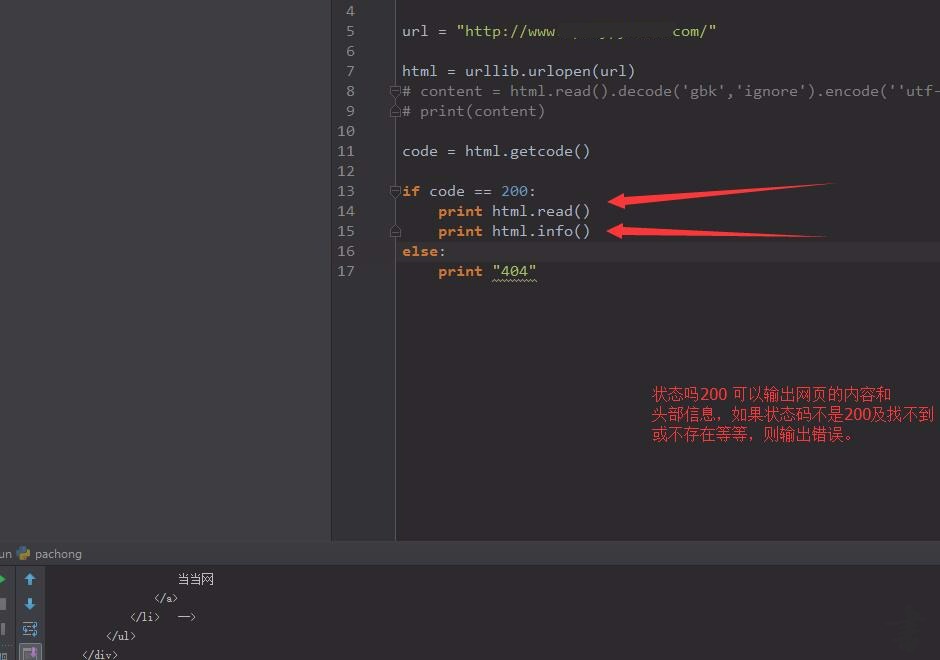 4
5 url = "http://www com/"
6
7 html = urllib.urlopen(url)
8 # content = html.read().decode('gbk','ignore').encode(''utf-
9 # print(content)
10
11 code = html.getcode()
12
13 if code == 200:
14 print html.read()
15 print html.info()
16 else:
17 print "404"
状态吗200 可以输出网页的内容和
头部信息，如果状态码不是200及找不到
或不存在等等，则输出错误。
un pachong
当当网
</a>
</li> -->
</ul>
</div>